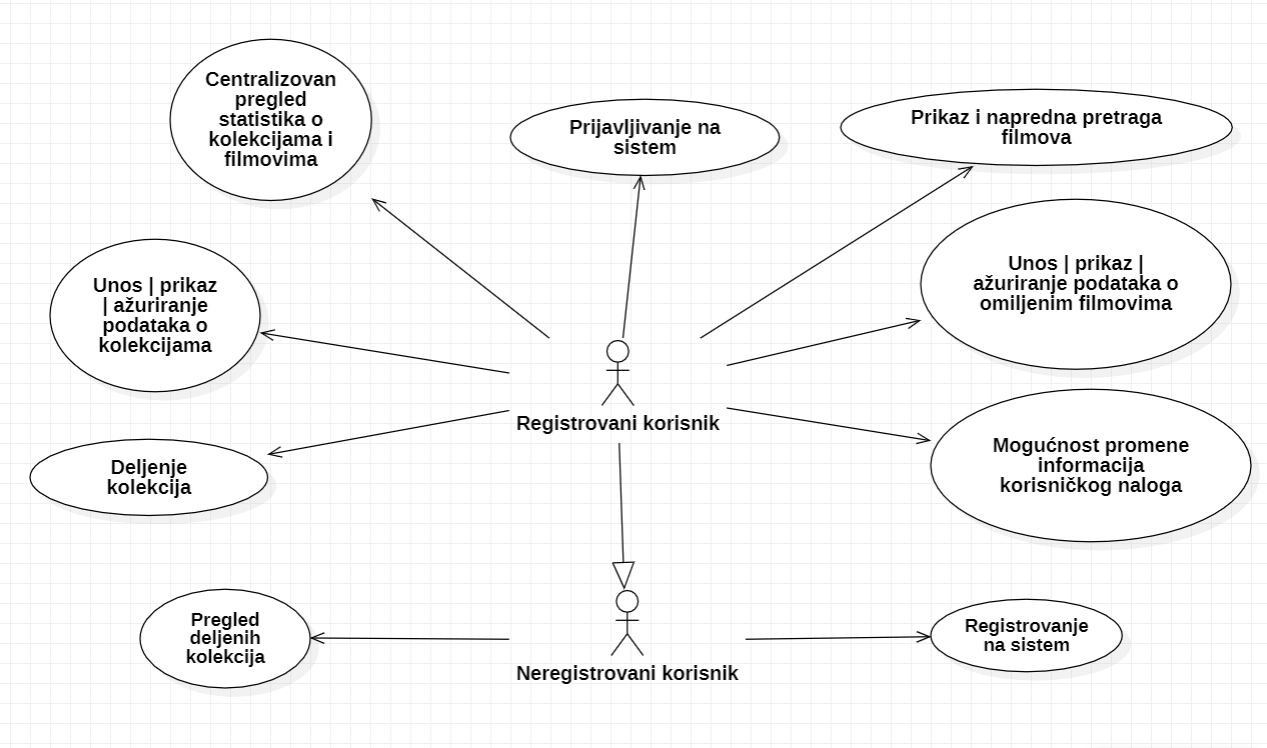 Centralizovan
pregled
statistika o
kolekcijama i
filmovima
Prijavljivanje na
sistem
Prikaz i napredna pretraga
filmova
Unos | prikaz
| ažuriranje
podataka o
kolekcijama
Unos | prikaz |
ažuriranje podataka o
omiljenim filmovima
Registrovani korisnik
Deljenje
kolekcija
Mogućnost promene
informacija
korisničkog naloga
Pregled
deljenih
kolekcija
Neregistrovani korisnik
Registrovanje
na sistem